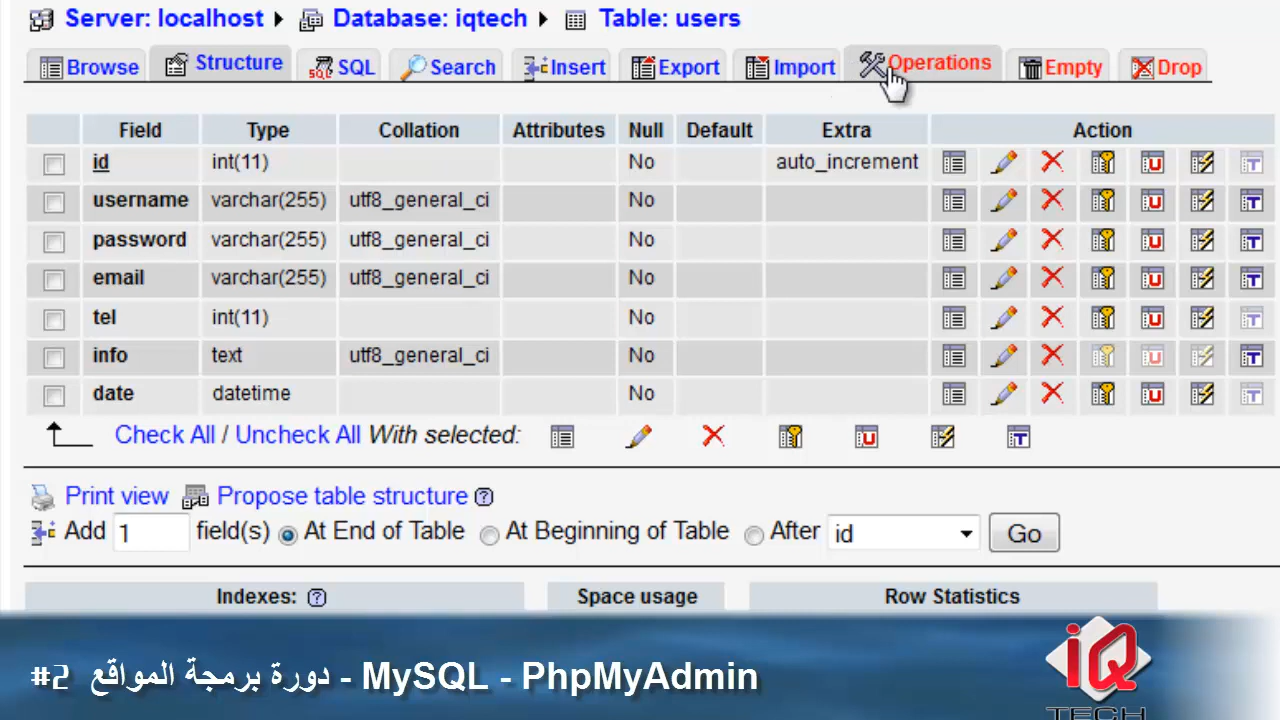 Server: localhost Database: iqtech Table: users
Browse Structure SQL Search Insert Export Import Operations Empty Drop
Field Type Collation Attributes Null Default Extra Action
id int(11) No auto_increment
username varchar(255) utf8_general_ci No
password varchar(255) utf8_general_ci No
email varchar(255) utf8_general_ci No
tel int(11) No
info text utf8_general_ci No
date datetime No
Check All / Uncheck All With selected:
Print view Propose table structure
Add 1 field(s) At End of Table At Beginning of Table After id Go
Indexes: Space usage Row Statistics
#2 دورة برمجة المواقع - MySQL - PhpMyAdmin
iQ
TECH